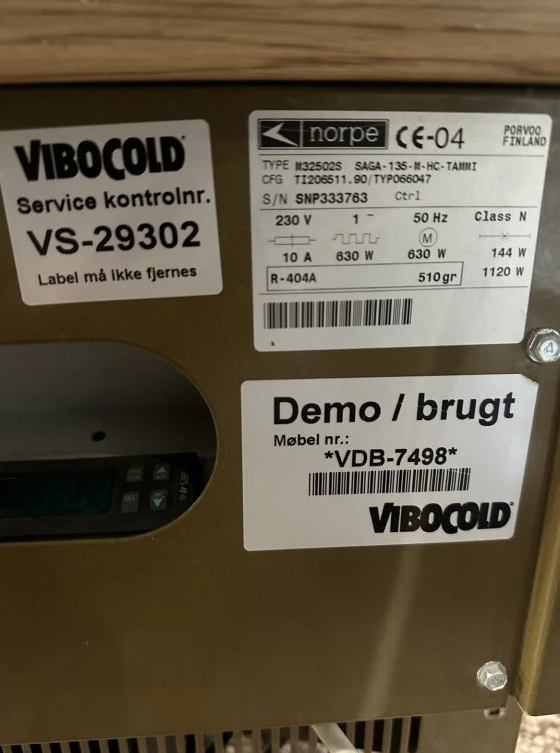 VIBOCOLD
Service kontrolnr.
VS-29302
Label må ikke fjernes
norpe CE-04 PORVOO
FINLAND
TYPE M32502S SAGA-135-M-HC-TAMMI
CFG TI206511.90/TYP066047
S/N SNP333763 Ctrl
230 V 1~ 50 Hz Class N
M
10 A 630 W 630 W 144 W
R-404A 510gr 1120 W
Demo / brugt
Møbel nr.:
*VDB-7498*
VIBOCOLD
SEL